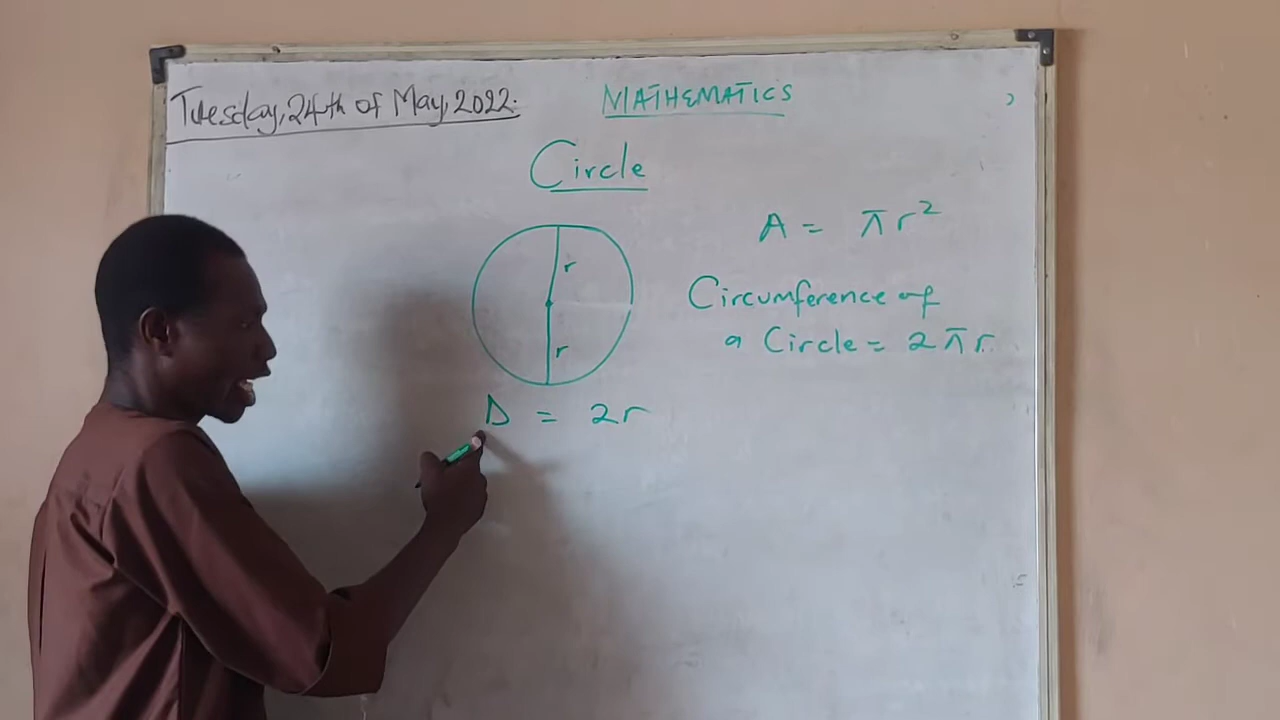 Tuesday, 24th of May, 2022.
MATHEMATICS
Circle
r
r
D = 2r
A = πr²
Circumference of
a Circle = 2πr